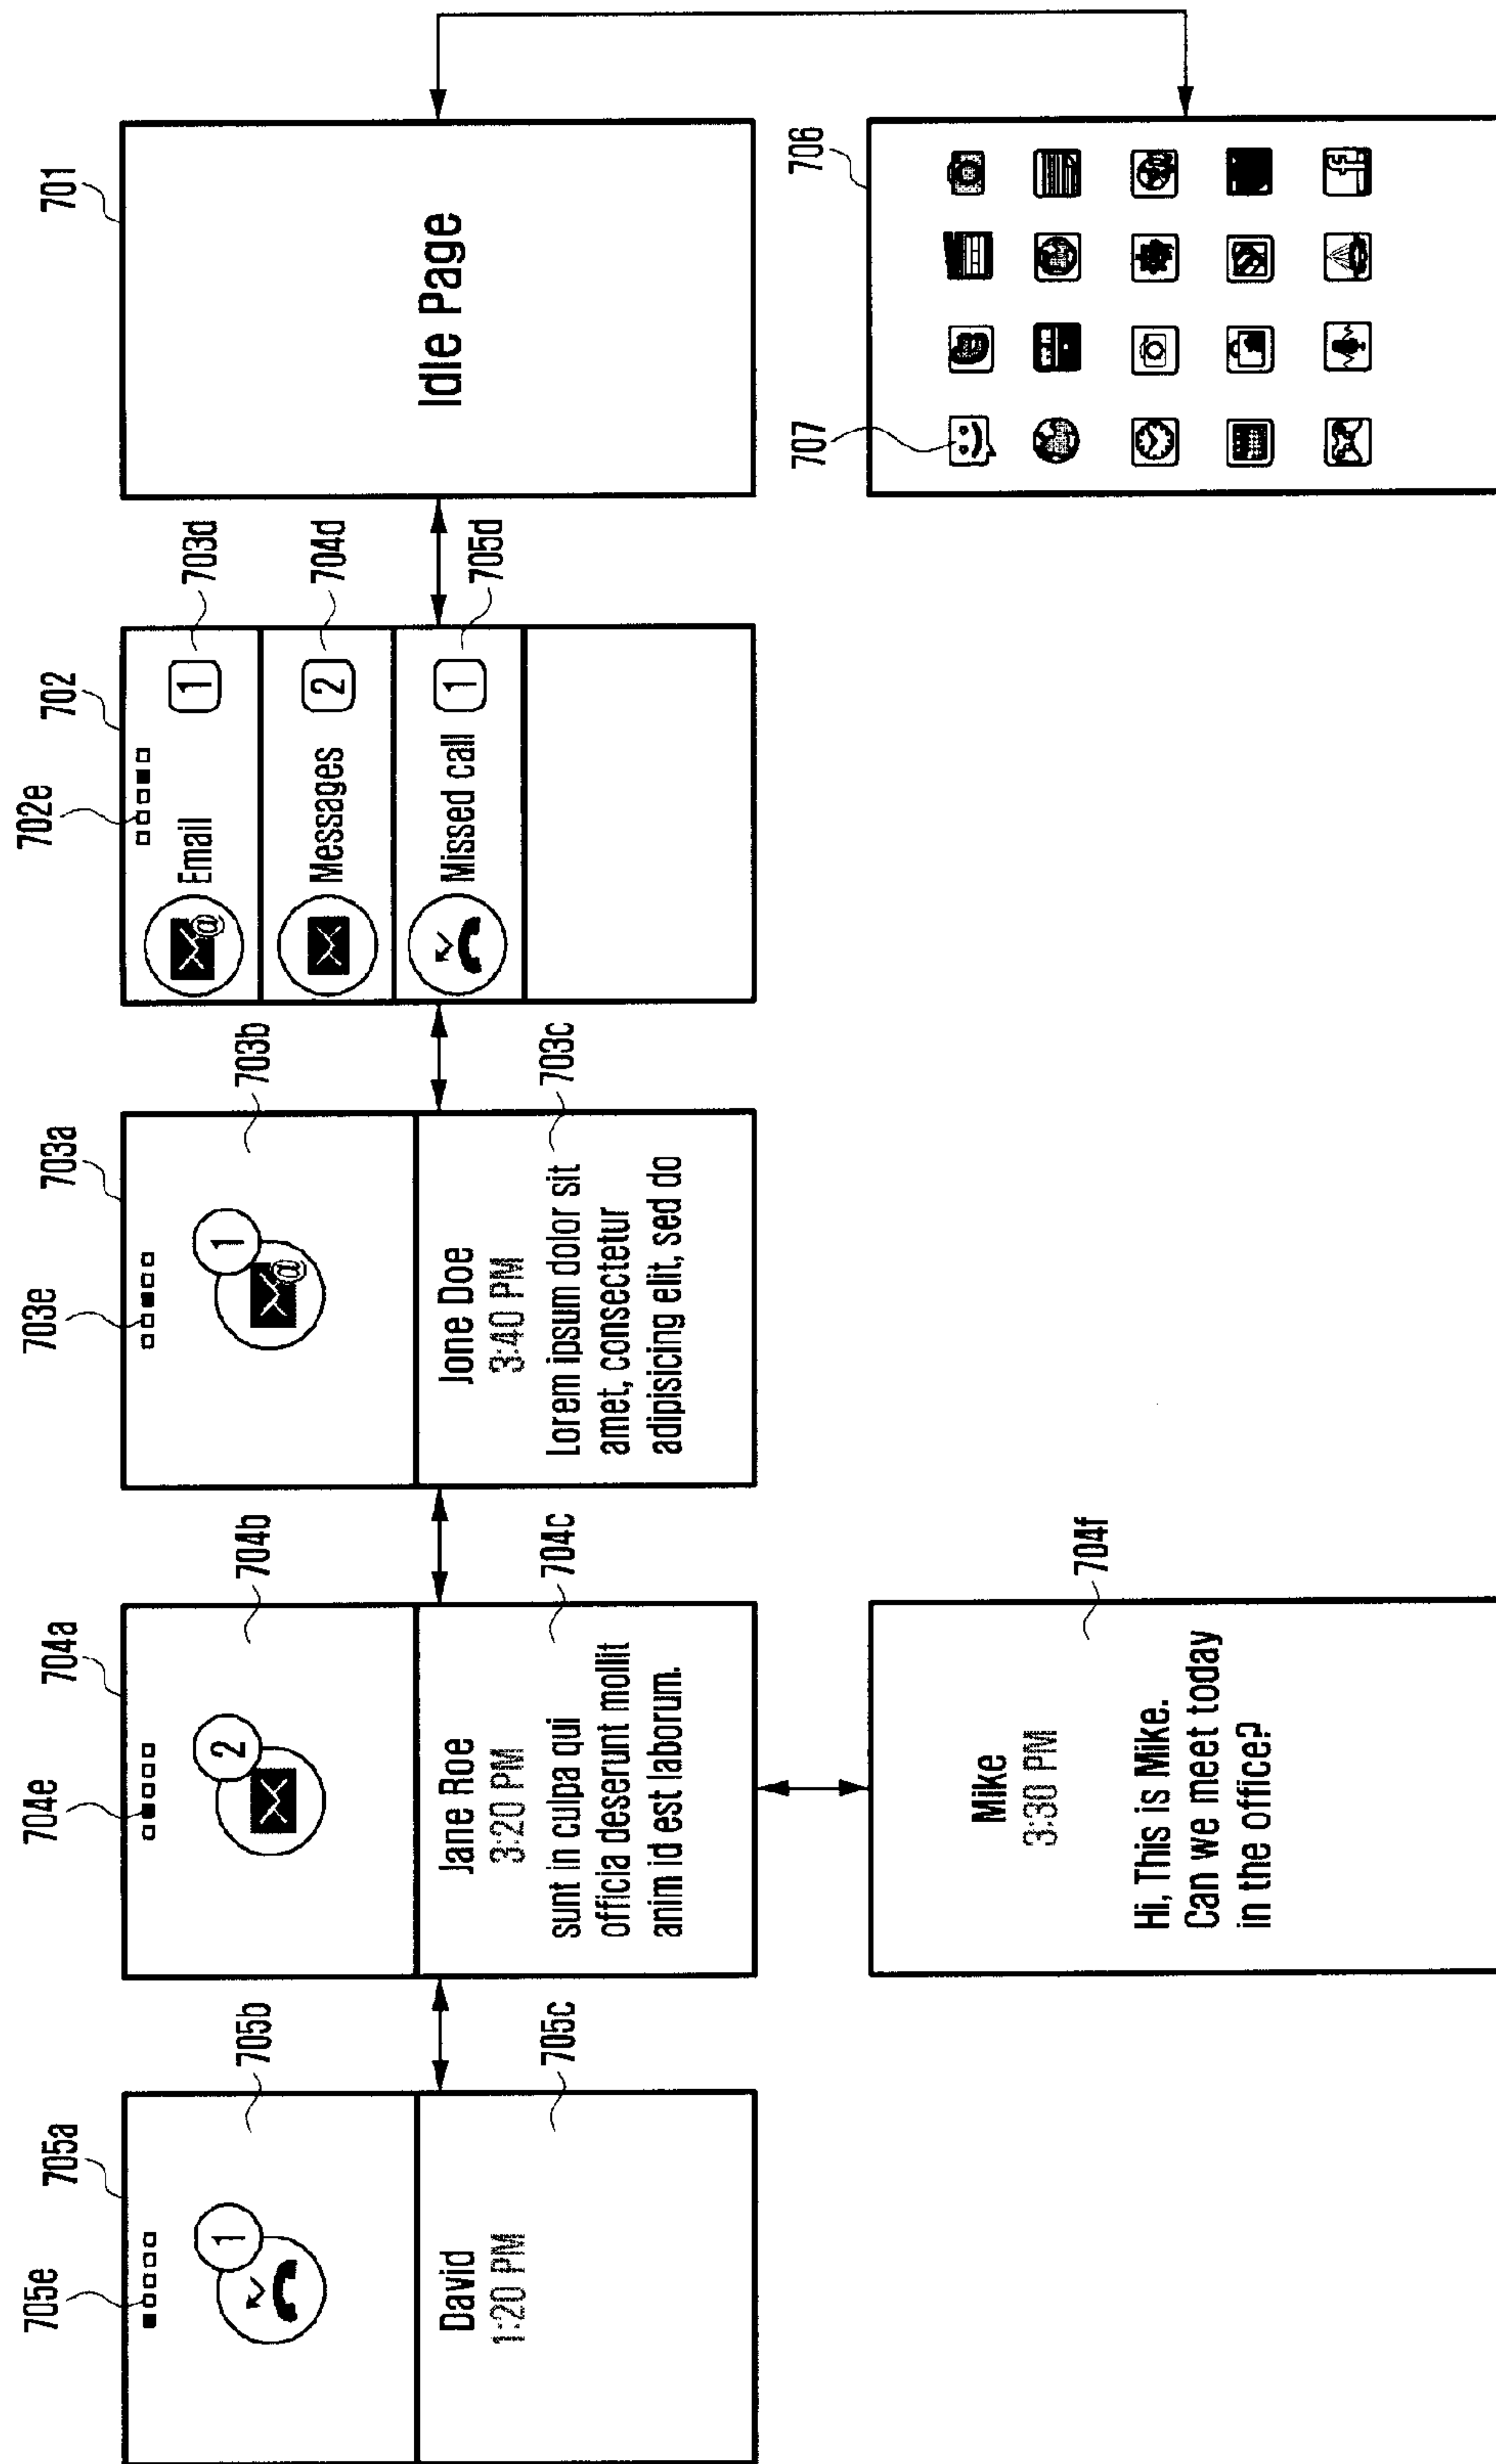 705a
705e
1
705b
David
1:20 PM
705c
704a
704e
2
704b
Jane Roe
3:20 PM
sunt in culpa qui
officia deserunt mollit
anim id est laborum.
704c
Mike
3:30 PM
Hi, This is Mike.
Can we meet today
in the office?
704f
703a
703e
1
@
703b
Jone Doe
3:40 PM
Lorem ipsum dolor sit
amet, consectetur
adipisicing elit, sed do
703c
702
702e
@ Email 1
703d
Messages 2
704d
Missed call 1
705d
701
Idle Page
706
707
f